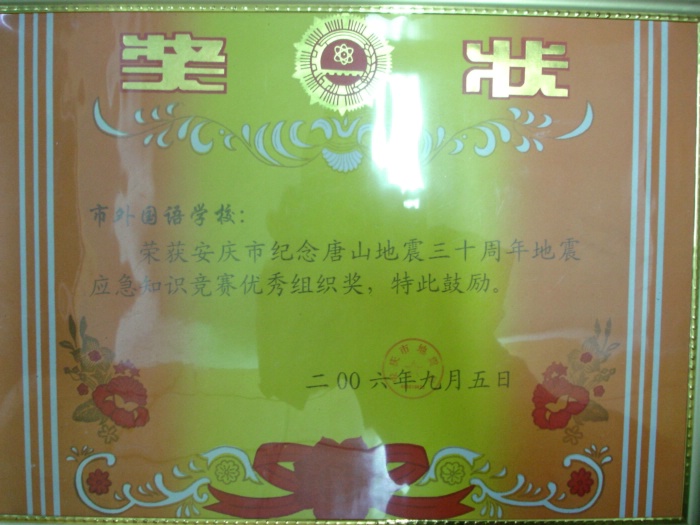 奖状
市外国语学校：
荣获安庆市纪念唐山地震三十周年地震
应急知识竞赛优秀组织奖，特此鼓励。
二00六年九月五日